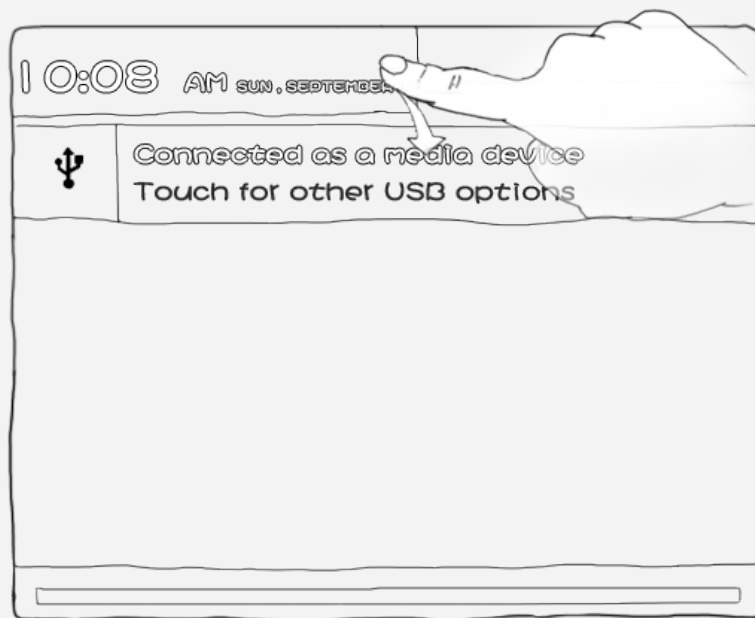 10:08 AM SUN, SEPTEMBER
Connected as a media device
Touch for other USB options